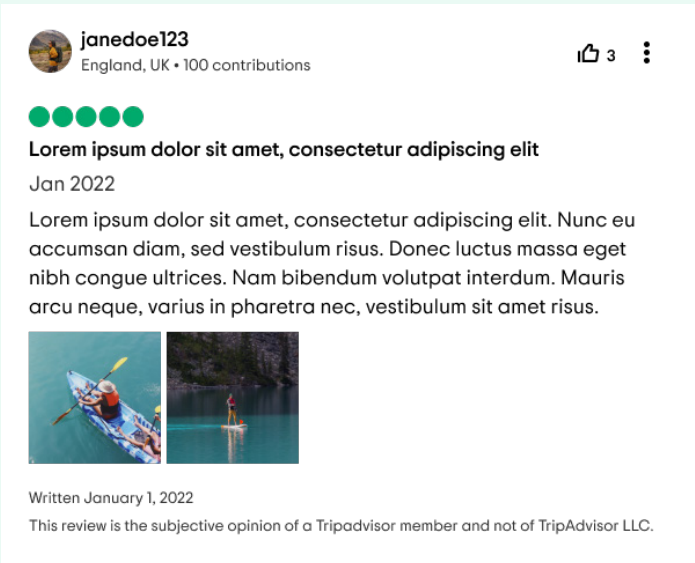 janedoe123
England, UK • 100 contributions
3
Lorem ipsum dolor sit amet, consectetur adipiscing elit
Jan 2022
Lorem ipsum dolor sit amet, consectetur adipiscing elit. Nunc eu
accumsan diam, sed vestibulum risus. Donec luctus massa eget
nibh congue ultrices. Nam bibendum volutpat interdum. Mauris
arcu neque, varius in pharetra nec, vestibulum sit amet risus.
Written January 1, 2022
This review is the subjective opinion of a Tripadvisor member and not of TripAdvisor LLC.